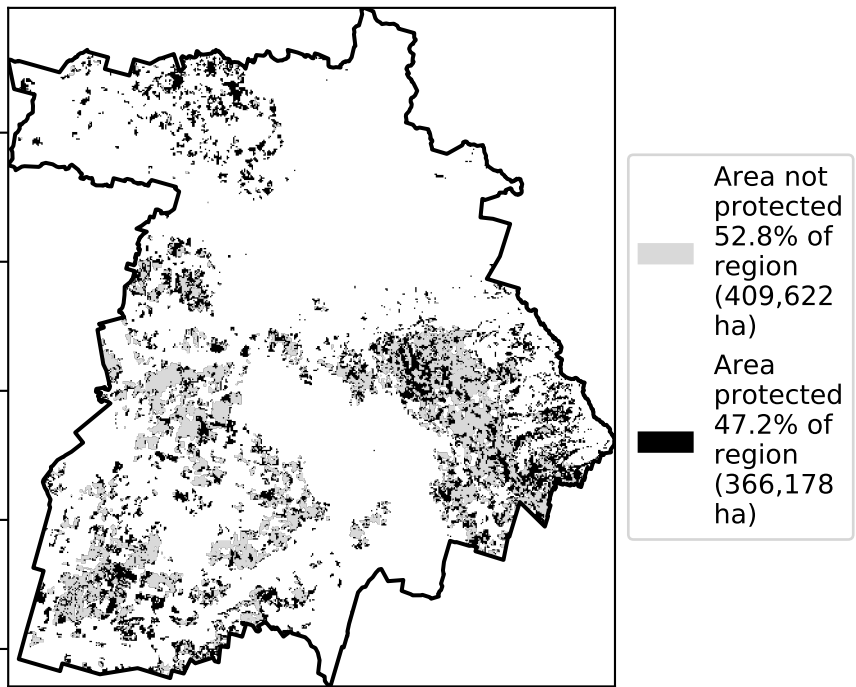 Area not
protected
52.8% of
region
(409,622
ha)
Area
protected
47.2% of
region
(366,178
ha)